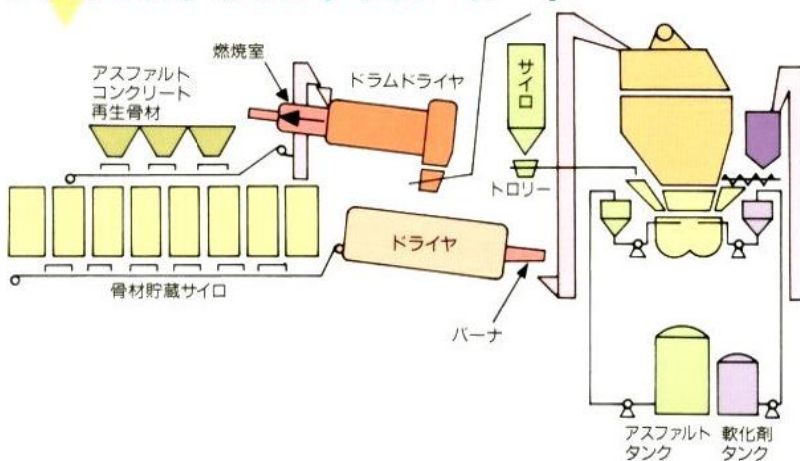 燃焼室
アスファルト
コンクリート
再生骨材
ドラムドライヤ
サイロ
トロリー
ドライヤ
骨材貯蔵サイロ
バーナ
アスファルト
タンク
軟化剤
タンク